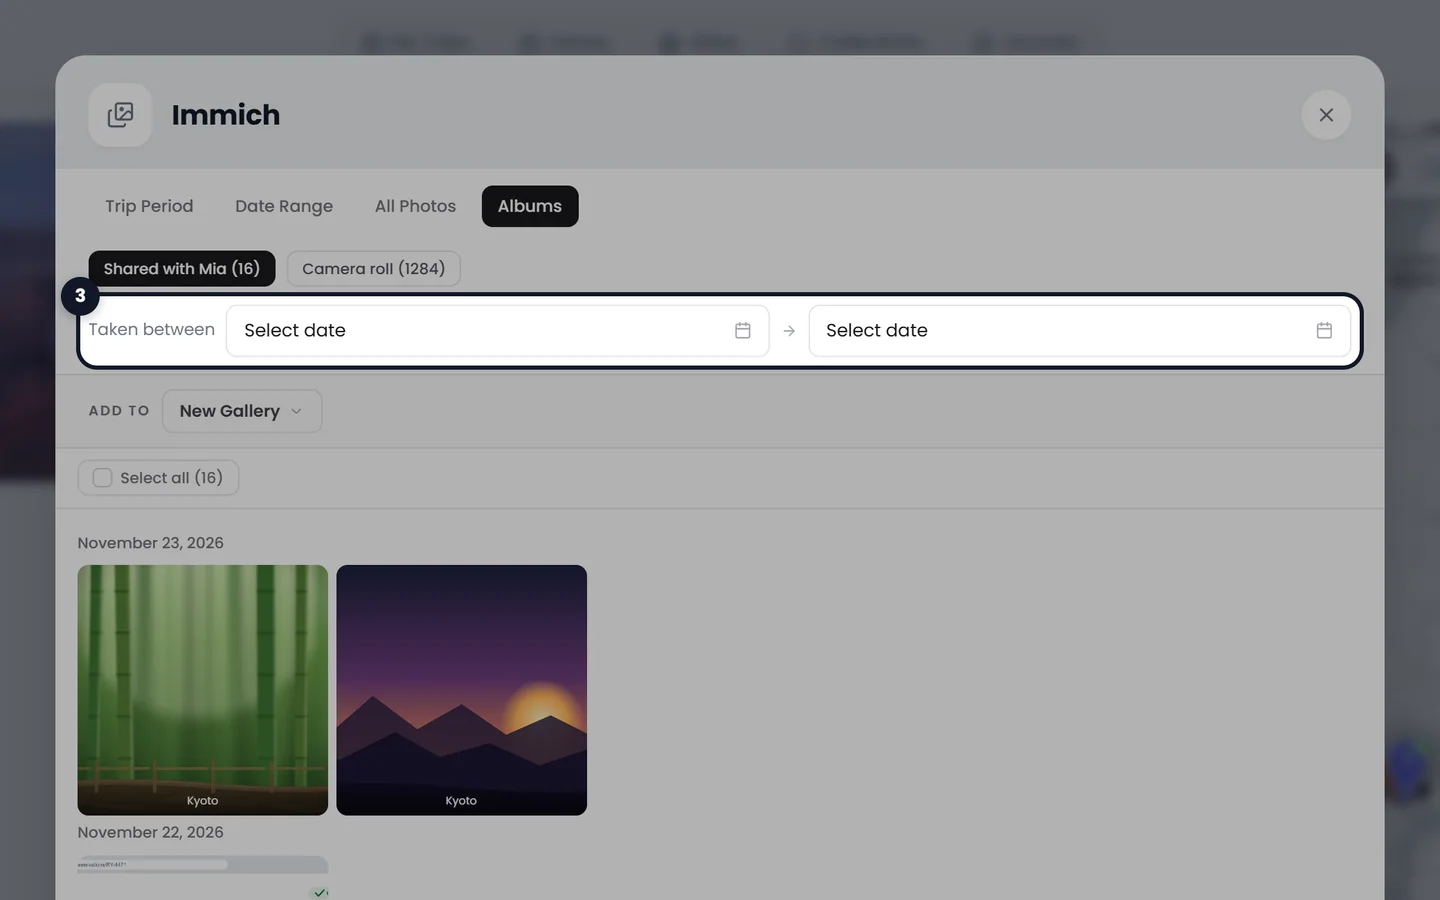 Immich
Trip Period Date Range All Photos Albums
Shared with Mia (16) Camera roll (1284)
3
Taken between Select date → Select date
ADD TO New Gallery
Select all (16)
November 23, 2026
Kyoto Kyoto
November 22, 2026